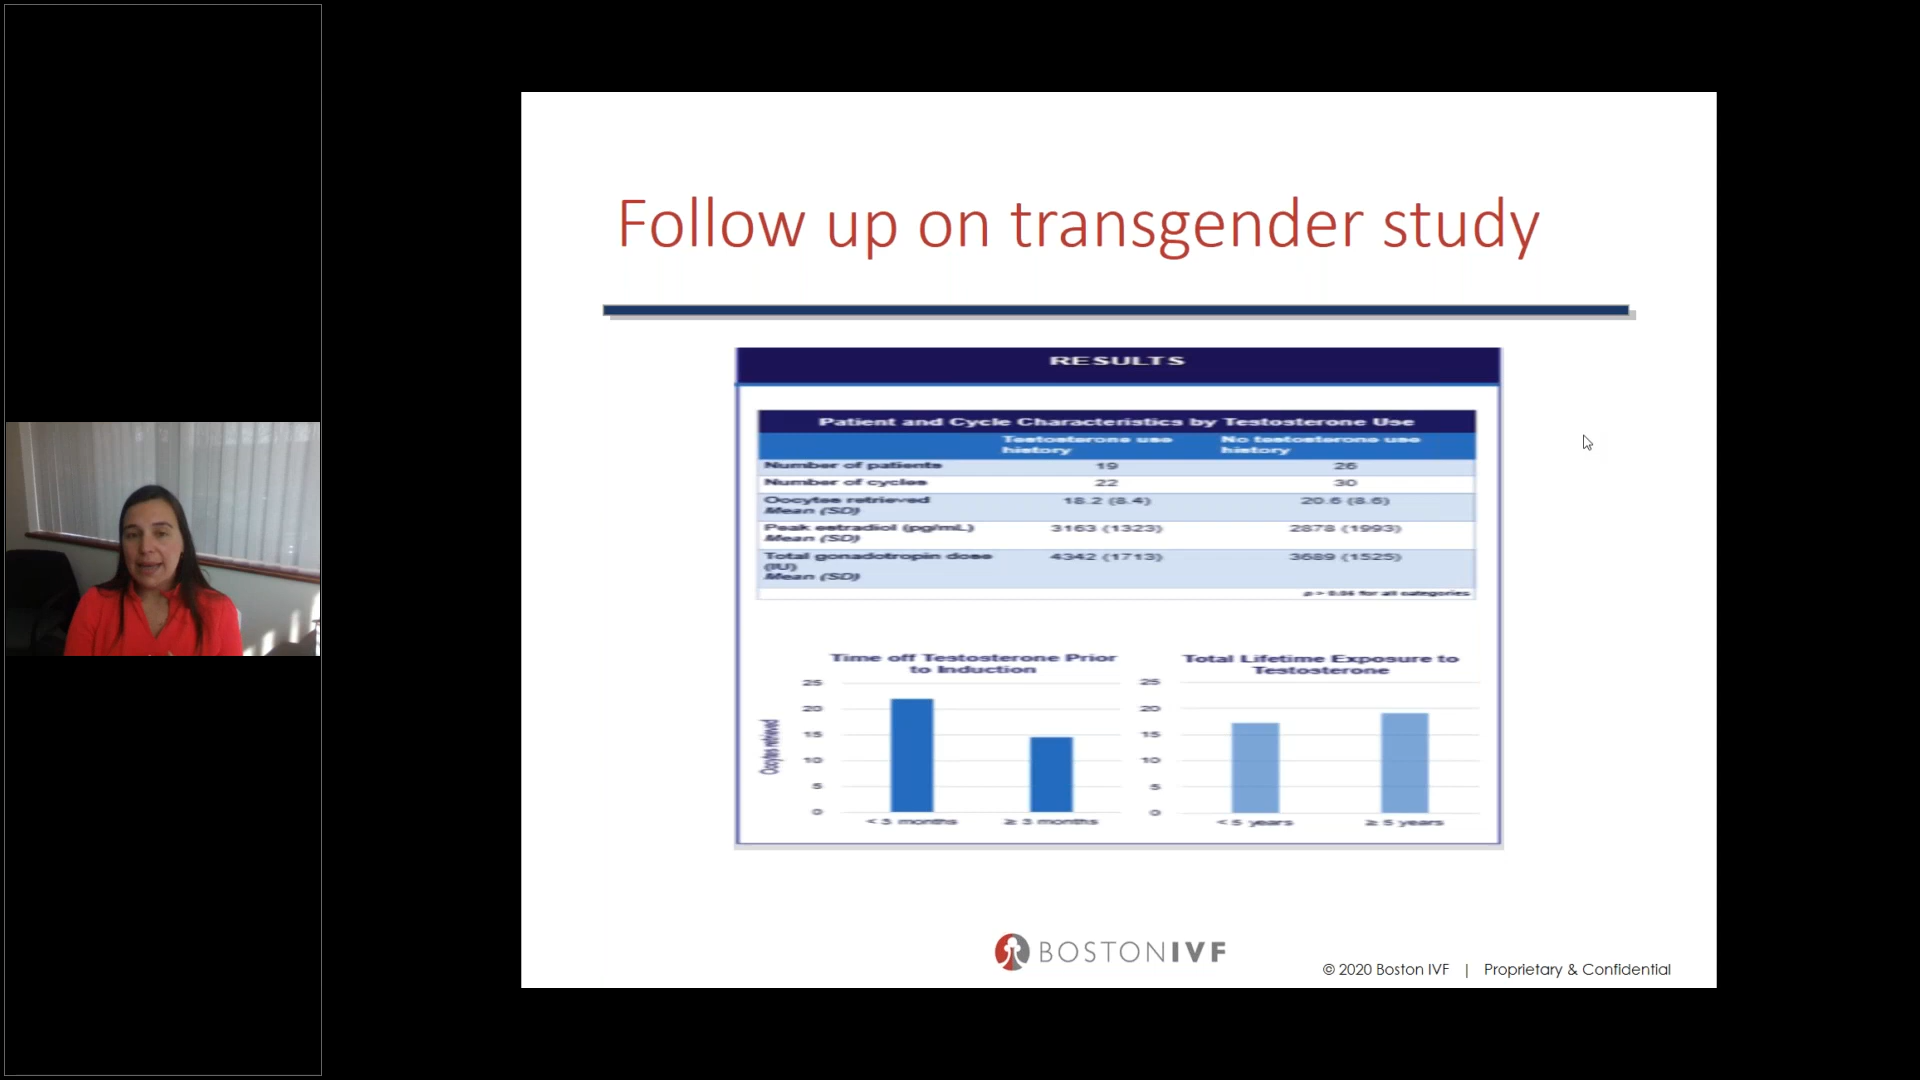 Follow up on transgender study
RESULTS
Patient and Cycle Characteristics by Testosterone Use
Testosterone use history
No testosterone use history
Number of patients 19 26
Number of cycles 22 30
Oocytes retrieved 18.2 (8.4) 20.6 (8.6)
Mean (SD)
Peak estradiol (pg/mL) 3163 (1323) 2878 (1993)
Mean (SD)
Total gonadotropin dose 4342 (1713) 3689 (1525)
(IU)
Mean (SD)
for all categories
Time off Testosterone Prior
to Induction
25
20
15
10
5
0
Oocytes retrieved
< 3 months ≥ 3 months
Total Lifetime Exposure to
Testosterone
25
20
15
10
5
0
< 5 years ≥ 5 years
BOSTONIVF
© 2020 Boston IVF | Proprietary & Confidential